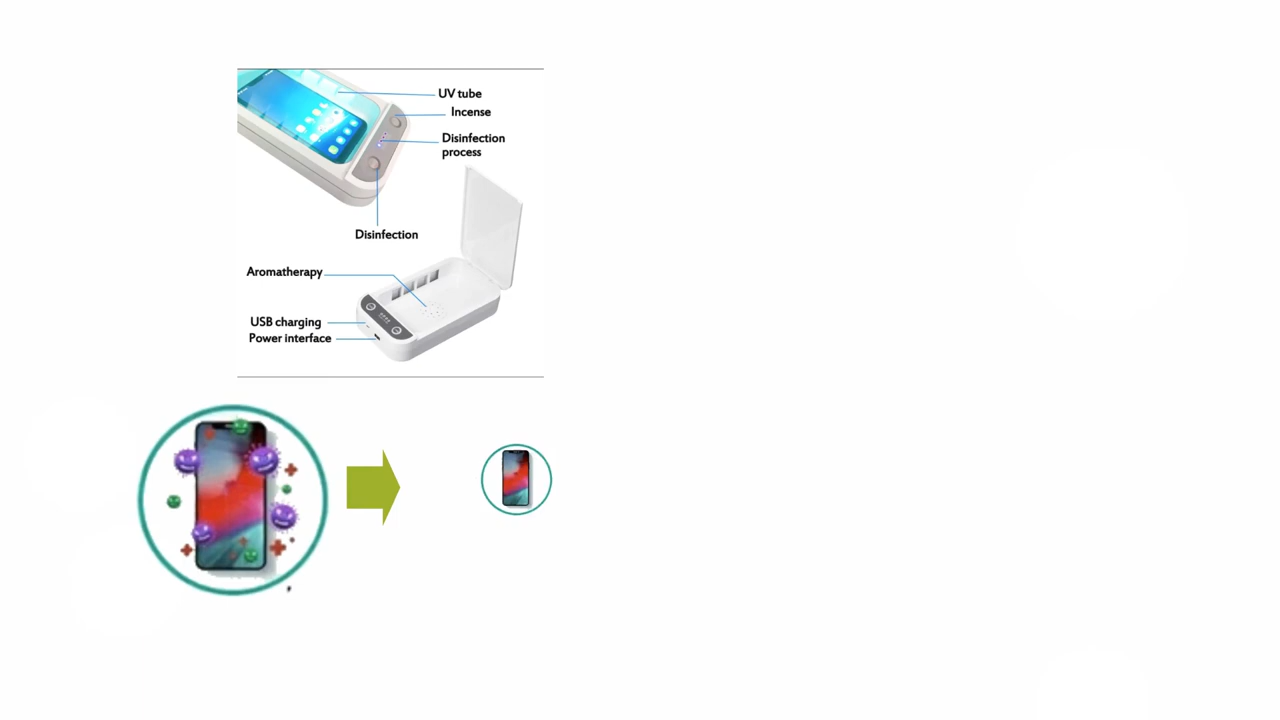 UV tube
Incense
Disinfection
process
Disinfection
Aromatherapy
USB charging
Power interface